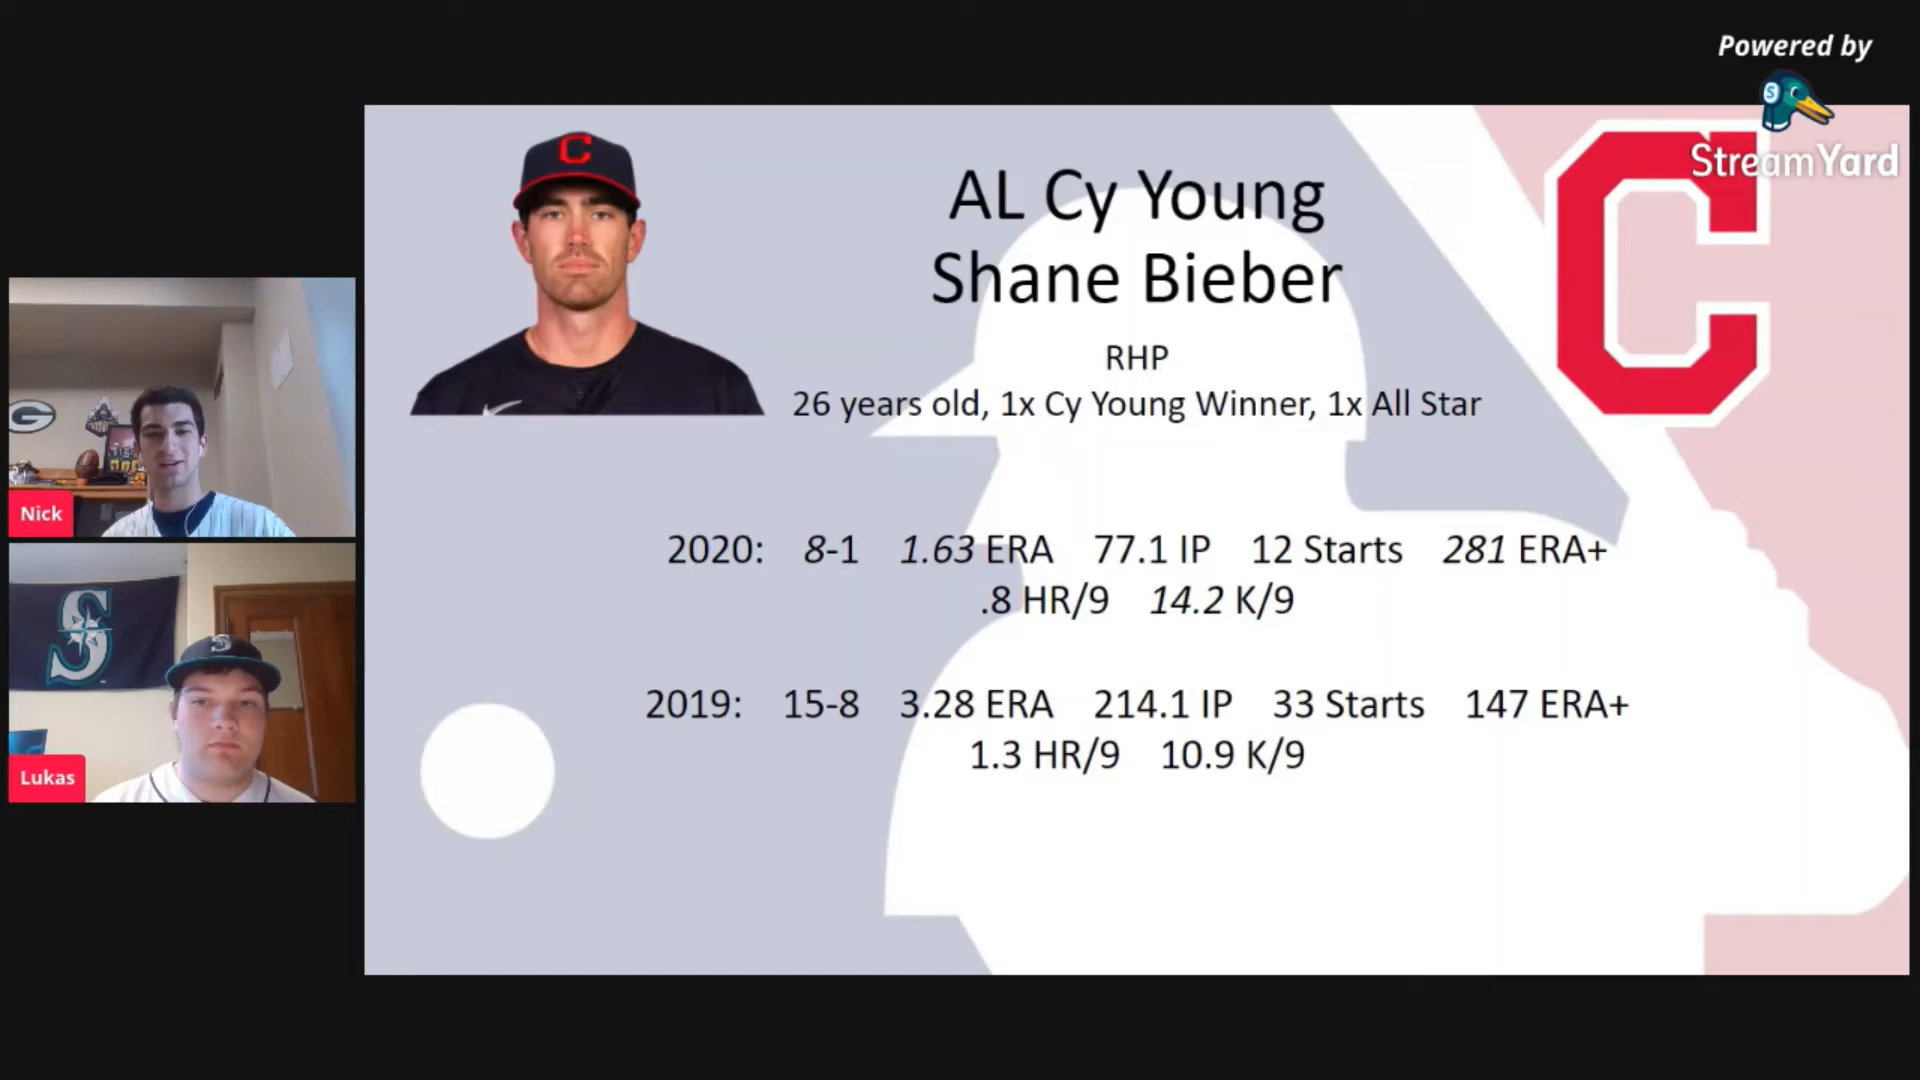 Powered by
StreamYard
AL Cy Young
Shane Bieber
RHP
26 years old, 1x Cy Young Winner, 1x All Star
2020: 8-1 1.63 ERA 77.1 IP 12 Starts 281 ERA+
.8 HR/9 14.2 K/9
2019: 15-8 3.28 ERA 214.1 IP 33 Starts 147 ERA+
1.3 HR/9 10.9 K/9
Nick
Lukas
C
C
G
S
S
S